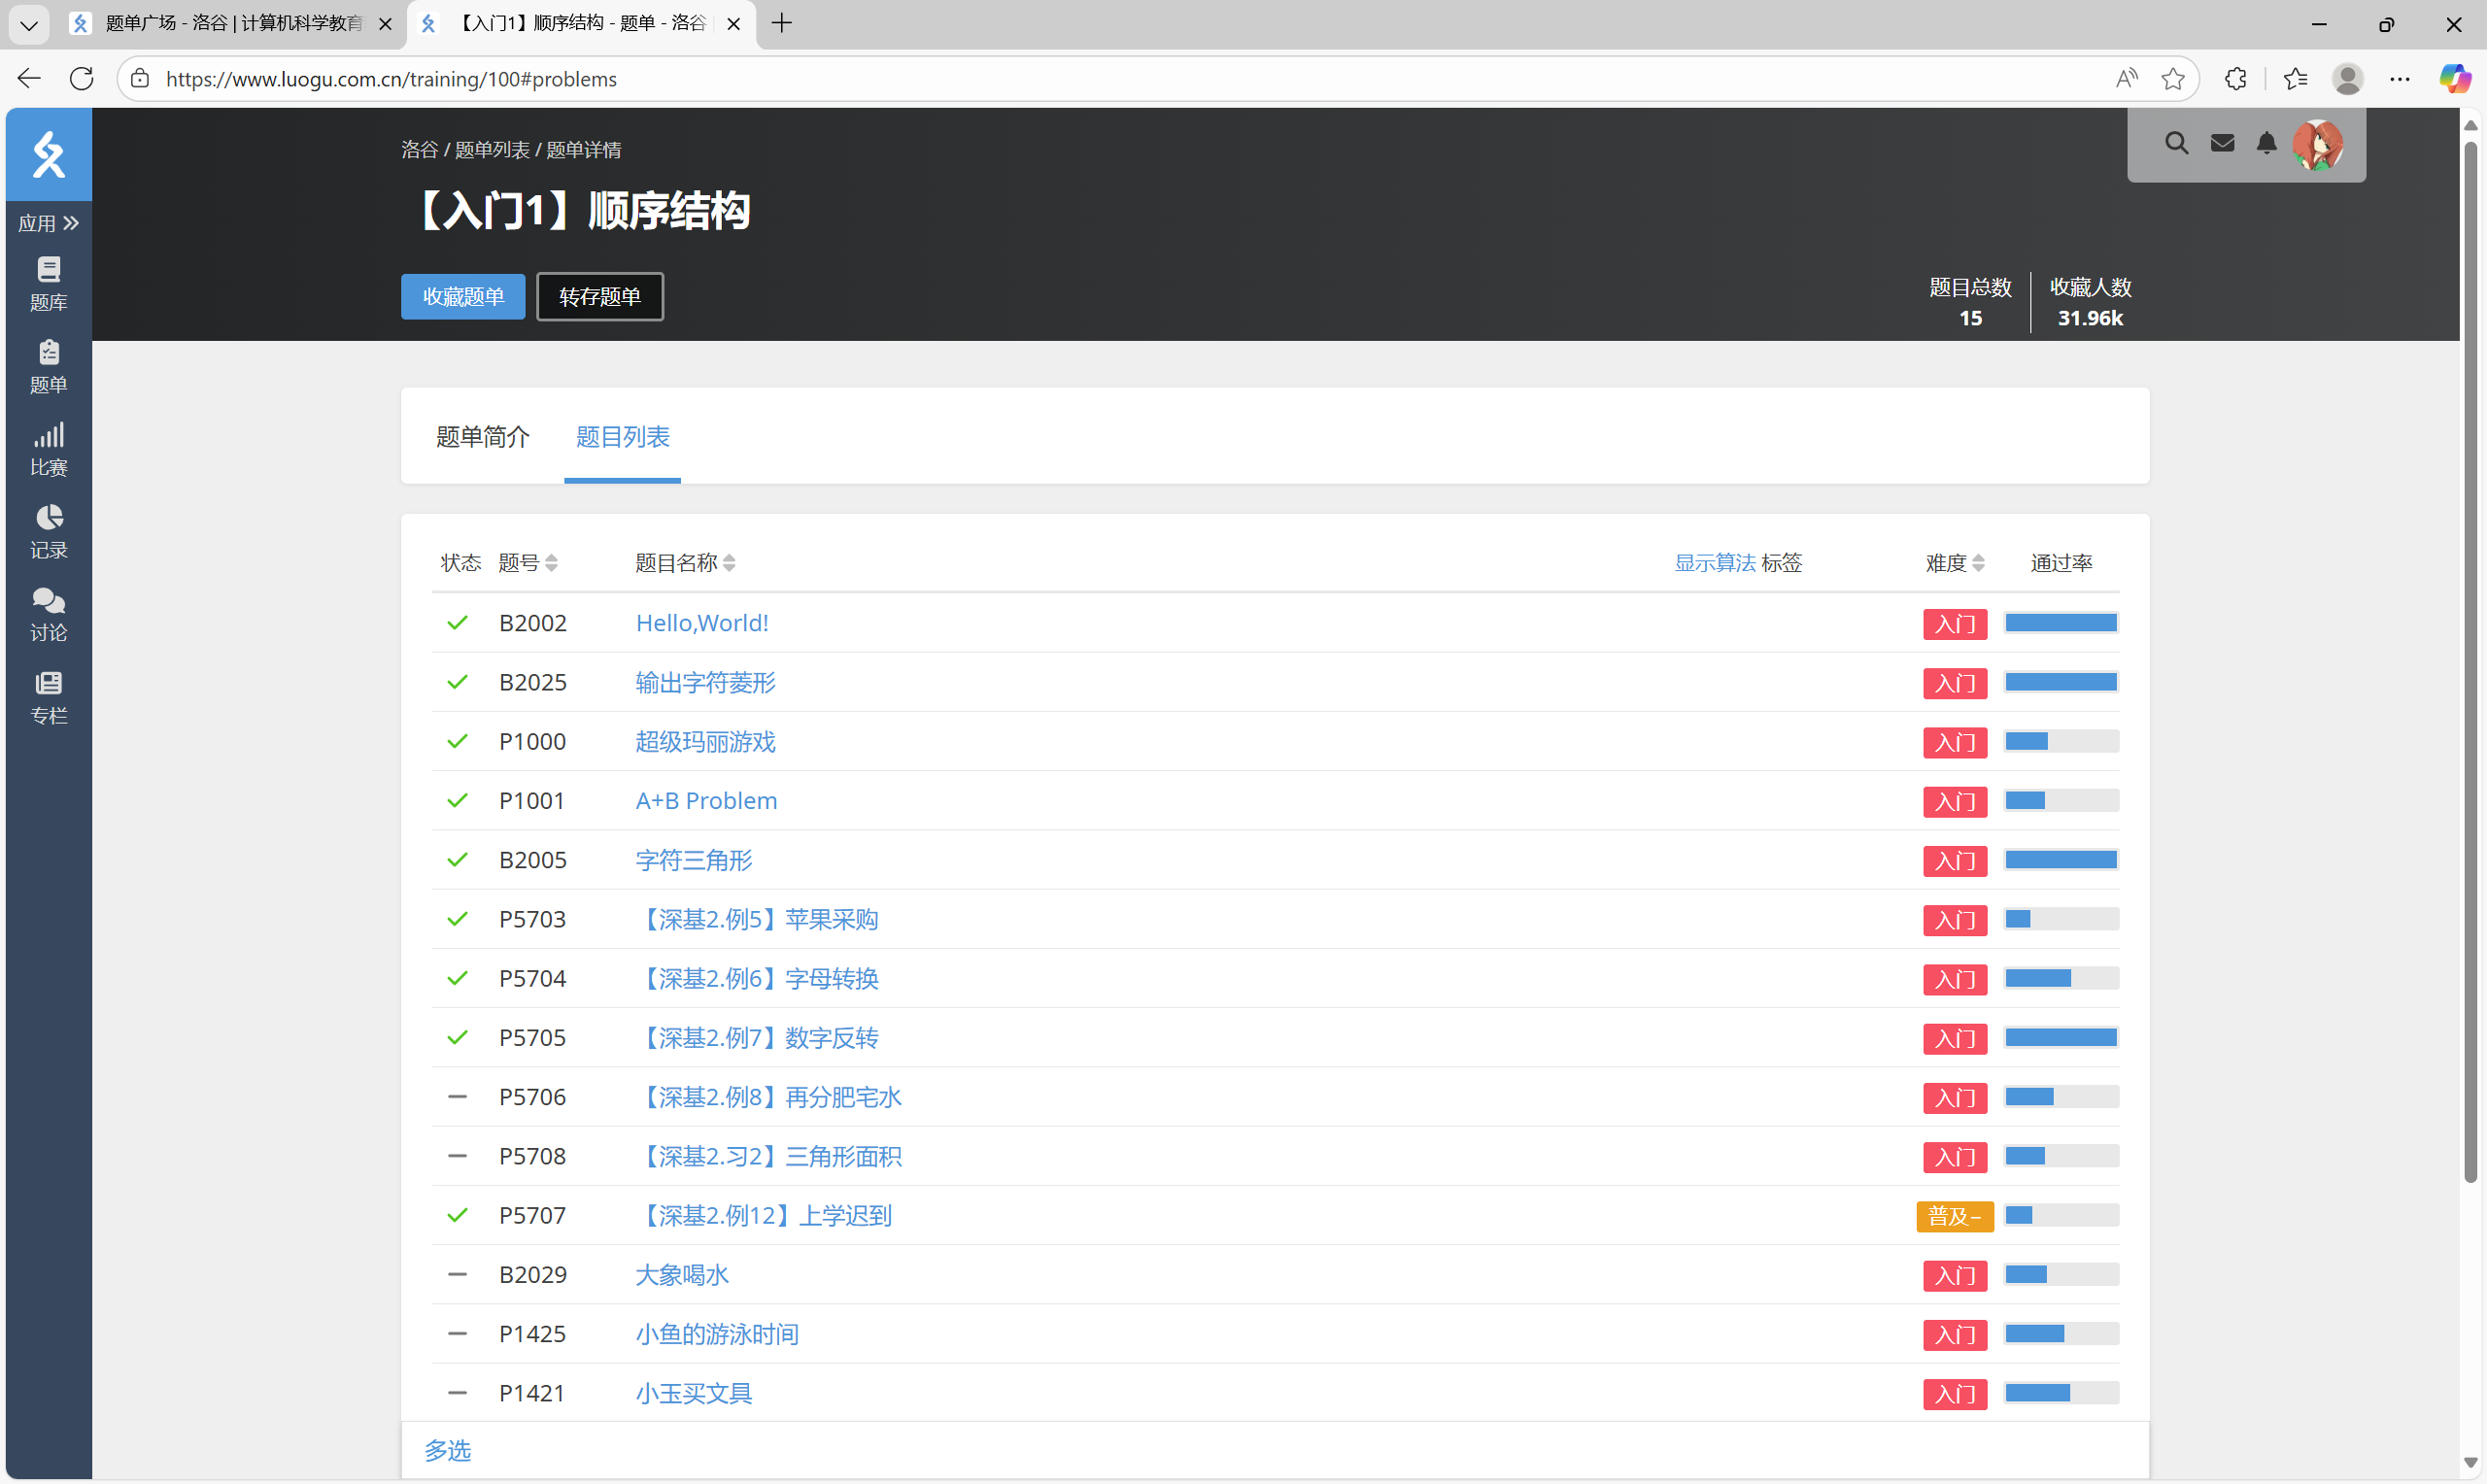 题单广场 - 洛谷 | 计算机科学教育
【入门1】顺序结构 - 题单 - 洛谷
https://www.luogu.com.cn/training/100#problems
洛谷 / 题单列表 / 题单详情
【入门1】顺序结构
收藏题单
转存题单
题目总数
15
收藏人数
31.96k
应用
题库
题单
比赛
记录
讨论
专栏
题单简介
题目列表
状态 题号 题目名称 显示算法 标签 难度 通过率
B2002 Hello,World! 入门
B2025 输出字符菱形 入门
P1000 超级玛丽游戏 入门
P1001 A+B Problem 入门
B2005 字符三角形 入门
P5703 【深基2.例5】苹果采购 入门
P5704 【深基2.例6】字母转换 入门
P5705 【深基2.例7】数字反转 入门
P5706 【深基2.例8】再分肥宅水 入门
P5708 【深基2.习2】三角形面积 入门
P5707 【深基2.例12】上学迟到 普及−
B2029 大象喝水 入门
P1425 小鱼的游泳时间 入门
P1421 小玉买文具 入门
多选